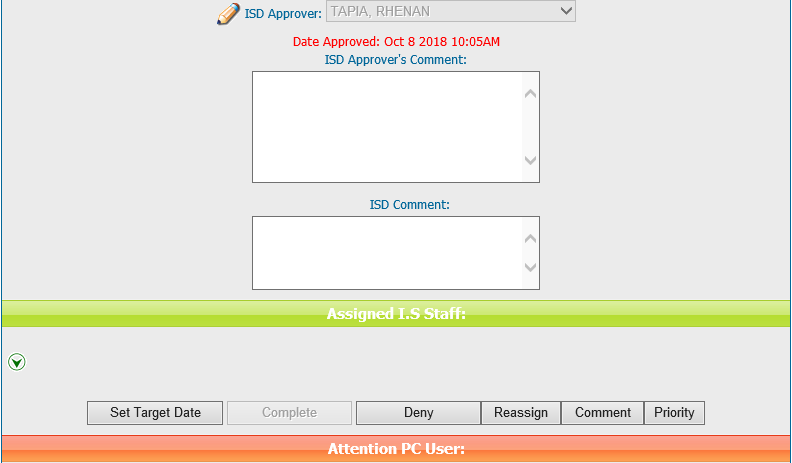 ISD Approver: TAPIA, RHENAN
Date Approved: Oct 8 2018 10:05AM
ISD Approver's Comment:
ISD Comment:
Assigned I.S Staff:
Set Target Date Complete Deny Reassign Comment Priority
Attention PC User: